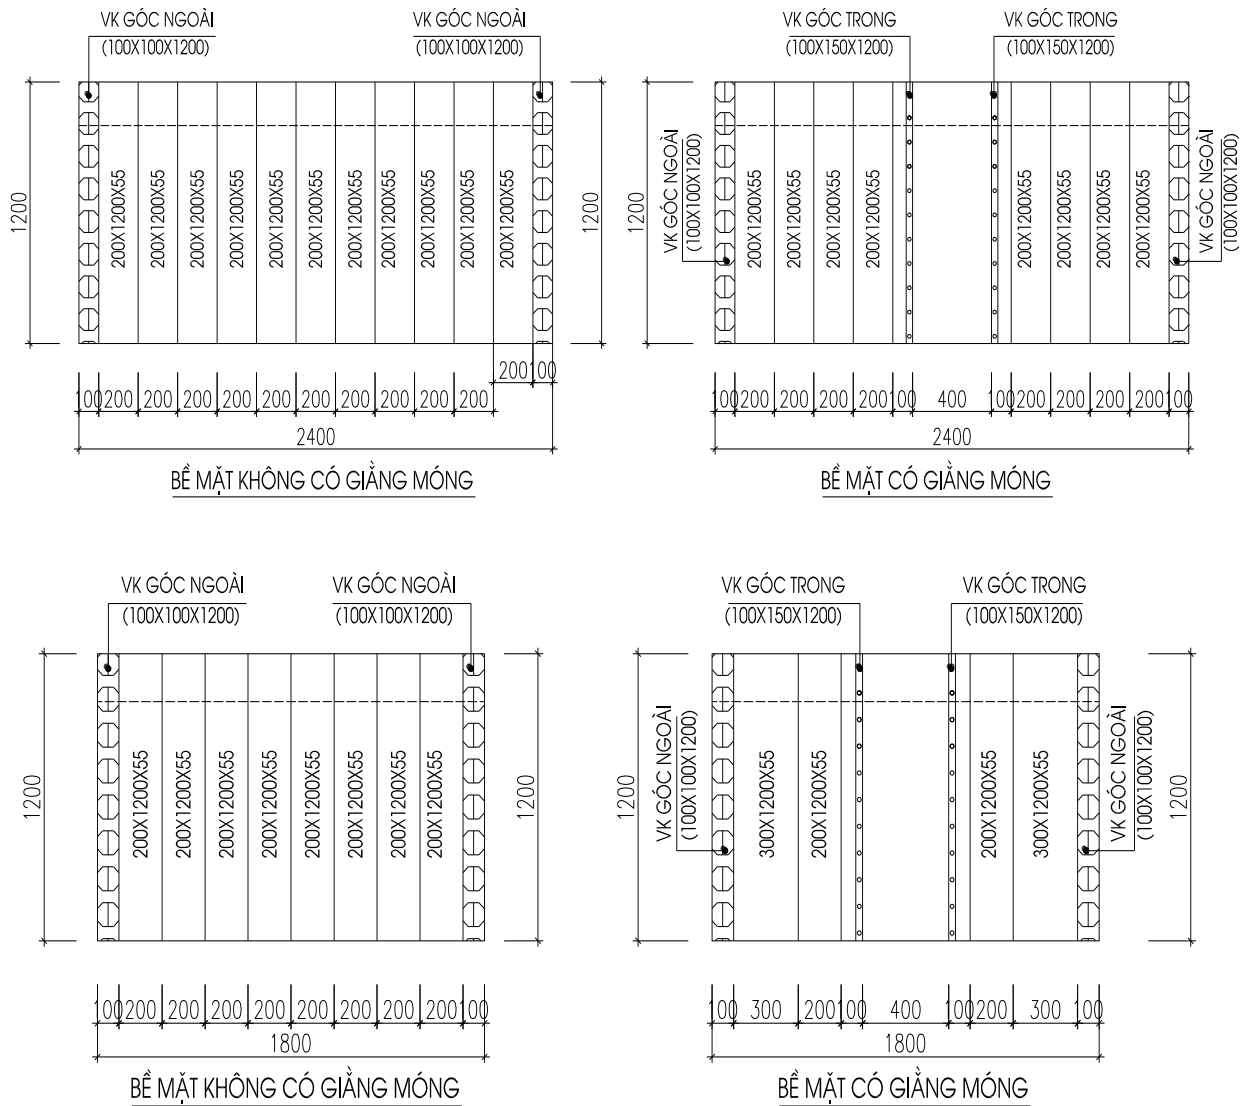 VK GÓC NGOÀI
(100X100X1200)
VK GÓC NGOÀI
(100X100X1200)
1200
200X1200X55
200X1200X55
200X1200X55
200X1200X55
200X1200X55
200X1200X55
200X1200X55
200X1200X55
200X1200X55
200X1200X55
200X1200X55
1200
200 100
100 200 200 200 200 200 200 200 200 200 200
2400
BỀ MẶT KHÔNG CÓ GIẰNG MÓNG
VK GÓC TRONG
(100X150X1200)
VK GÓC TRONG
(100X150X1200)
1200
VK GÓC NGOÀI
(100X100X1200)
200X1200X55
200X1200X55
200X1200X55
200X1200X55
200X1200X55
200X1200X55
200X1200X55
200X1200X55
VK GÓC NGOÀI
(100X100X1200)
100 200 200 200 200 100 400 100 200 200 200 200 100
2400
BỀ MẶT CÓ GIẰNG MÓNG
VK GÓC NGOÀI
(100X100X1200)
VK GÓC NGOÀI
(100X100X1200)
1200
200X1200X55
200X1200X55
200X1200X55
200X1200X55
200X1200X55
200X1200X55
200X1200X55
200X1200X55
1200
100 200 200 200 200 200 200 200 200 100
1800
BỀ MẶT KHÔNG CÓ GIẰNG MÓNG
VK GÓC TRONG
(100X150X1200)
VK GÓC TRONG
(100X150X1200)
1200
VK GÓC NGOÀI
(100X100X1200)
300X1200X55
200X1200X55
200X1200X55
300X1200X55
VK GÓC NGOÀI
(100X100X1200)
1200
100 300 200 100 400 100 200 300 100
1800
BỀ MẶT CÓ GIẰNG MÓNG